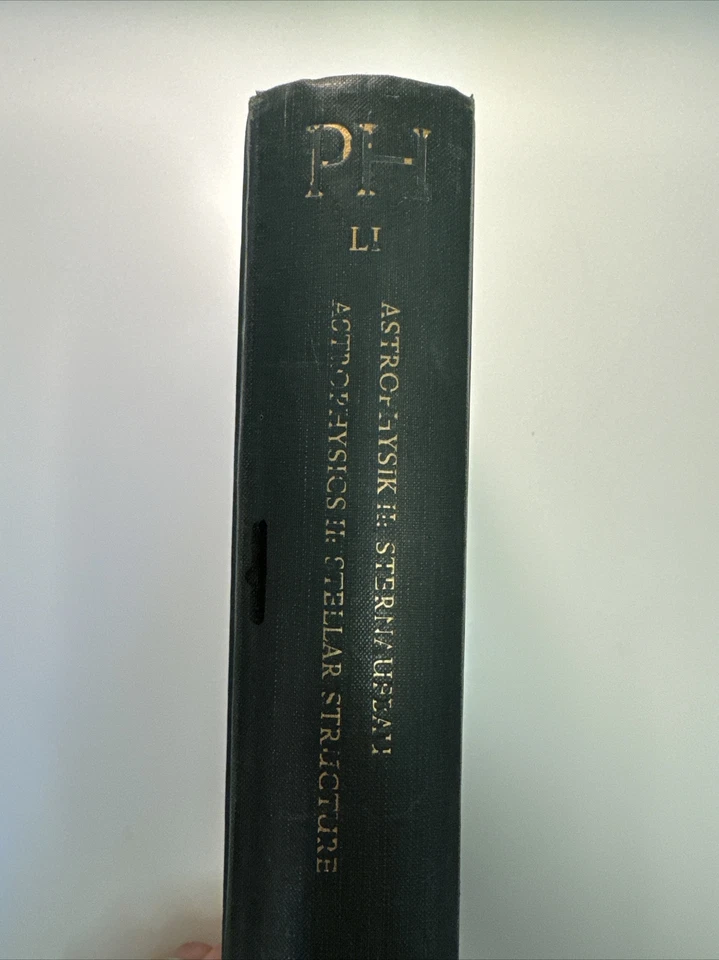 PH
LI
ASTROPHYSIK II: STERNAUFBAU
ASTROPHYSICS II: STELLAR STRUCTURE